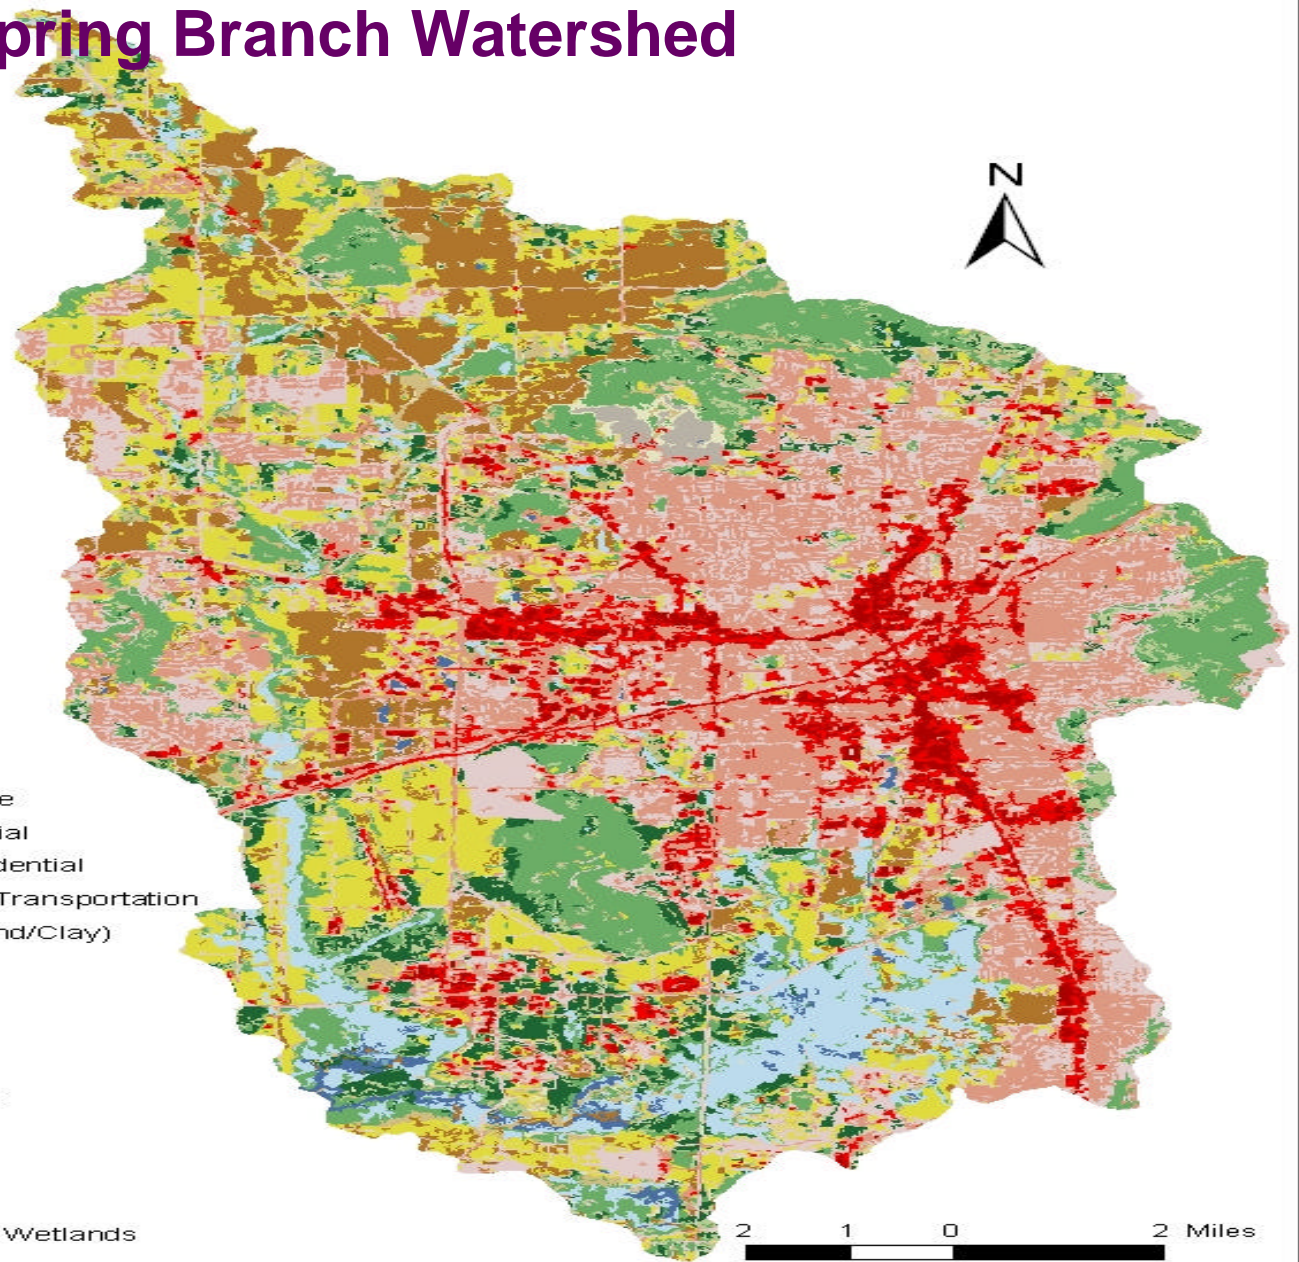 pring Branch Watershed
N
e
ial
dential
Transportation
nd/Clay)
Wetlands
2 1 0 2 Miles